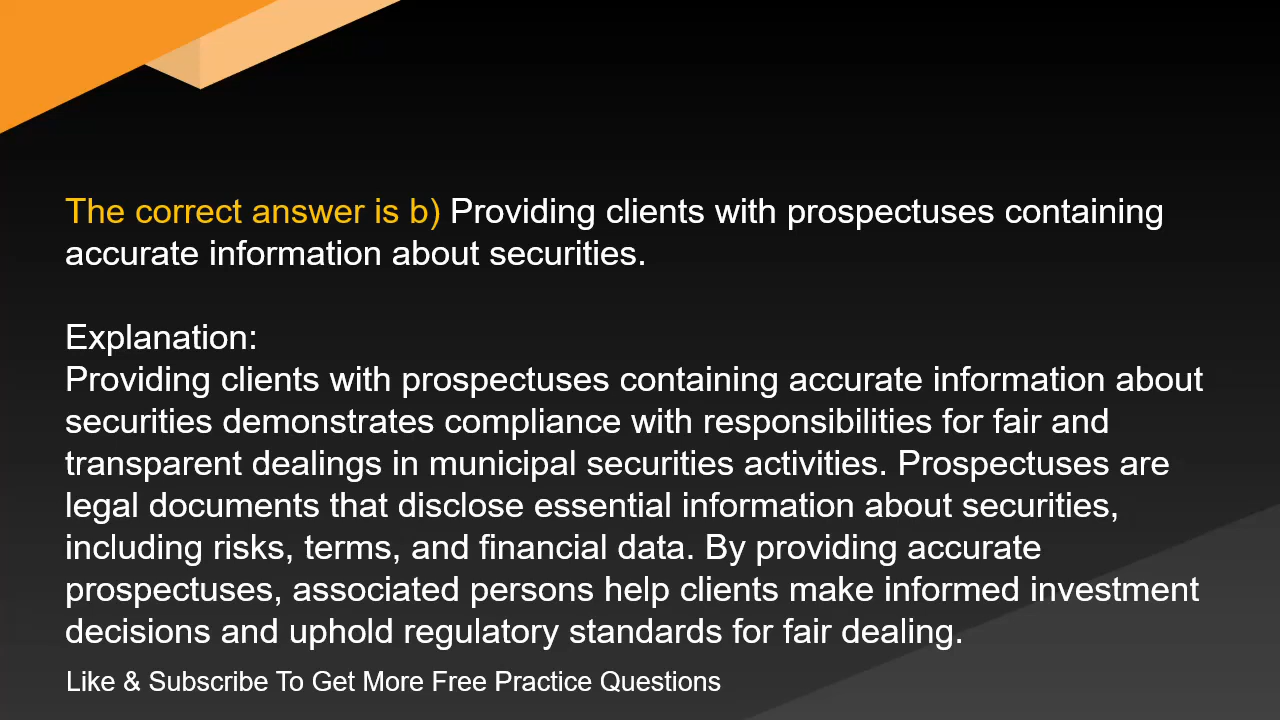 The correct answer is b) Providing clients with prospectuses containing
accurate information about securities.
Explanation:
Providing clients with prospectuses containing accurate information about
securities demonstrates compliance with responsibilities for fair and
transparent dealings in municipal securities activities. Prospectuses are
legal documents that disclose essential information about securities,
including risks, terms, and financial data. By providing accurate
prospectuses, associated persons help clients make informed investment
decisions and uphold regulatory standards for fair dealing.
Like & Subscribe To Get More Free Practice Questions